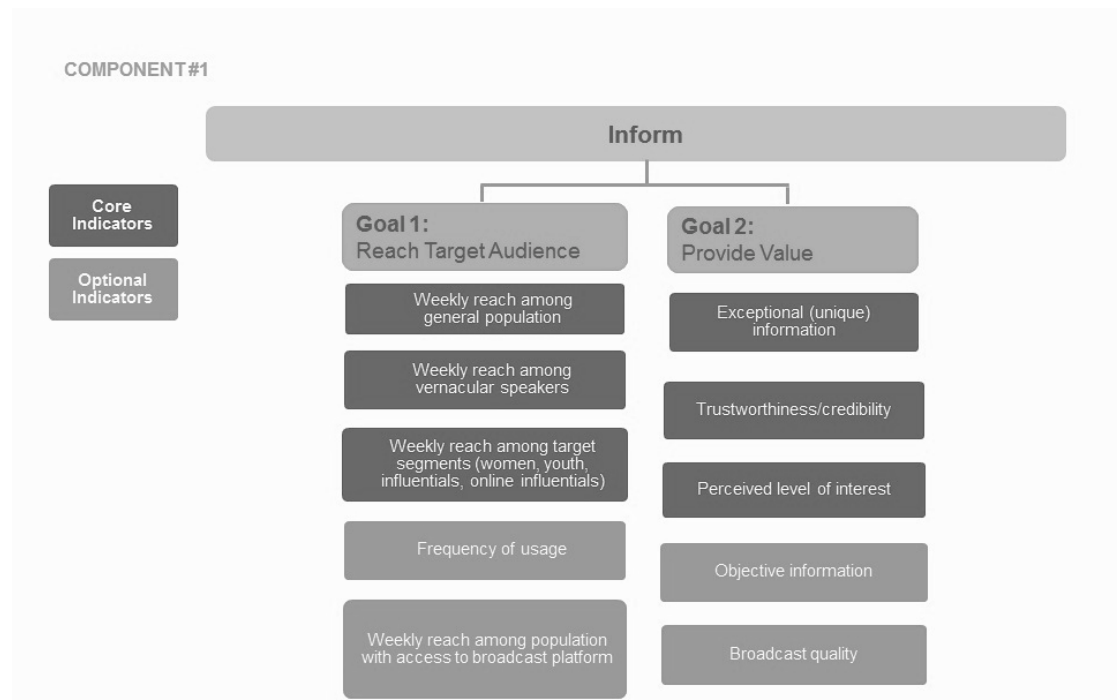 COMPONENT#1
Inform
Core
Indicators
Optional
Indicators
Goal 1:
Reach Target Audience
Weekly reach among
general population
Weekly reach among
vernacular speakers
Weekly reach among target
segments (women, youth,
influentials, online influentials)
Frequency of usage
Weekly reach among population
with access to broadcast platform
Goal 2:
Provide Value
Exceptional (unique)
information
Trustworthiness/credibility
Perceived level of interest
Objective information
Broadcast quality